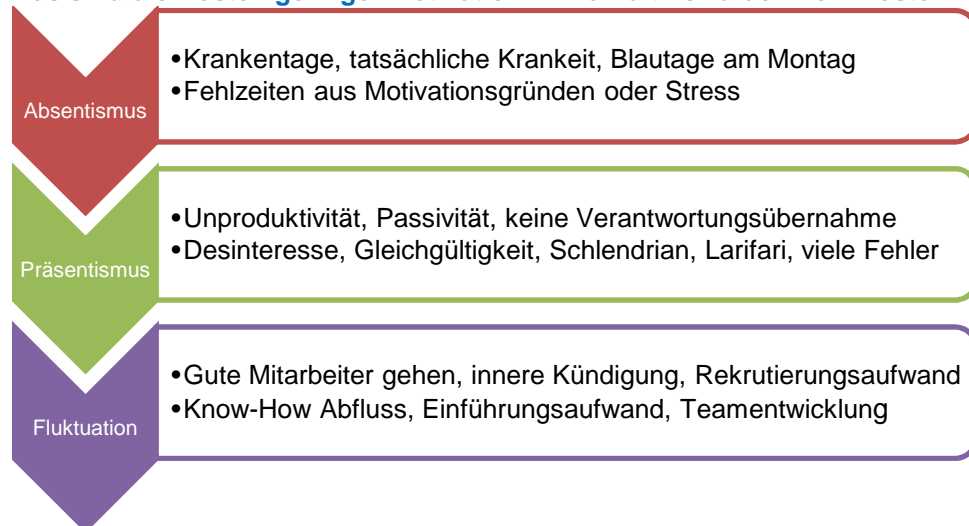 Absentismus
•Krankentage, tatsächliche Krankeit, Blautage am Montag
•Fehlzeiten aus Motivationsgründen oder Stress
Präsentismus
•Unproduktivität, Passivität, keine Verantwortungsübernahme
•Desinteresse, Gleichgültigkeit, Schlendrian, Larifari, viele Fehler
Fluktuation
•Gute Mitarbeiter gehen, innere Kündigung, Rekrutierungsaufwand
•Know-How Abfluss, Einführungsaufwand, Teamentwicklung